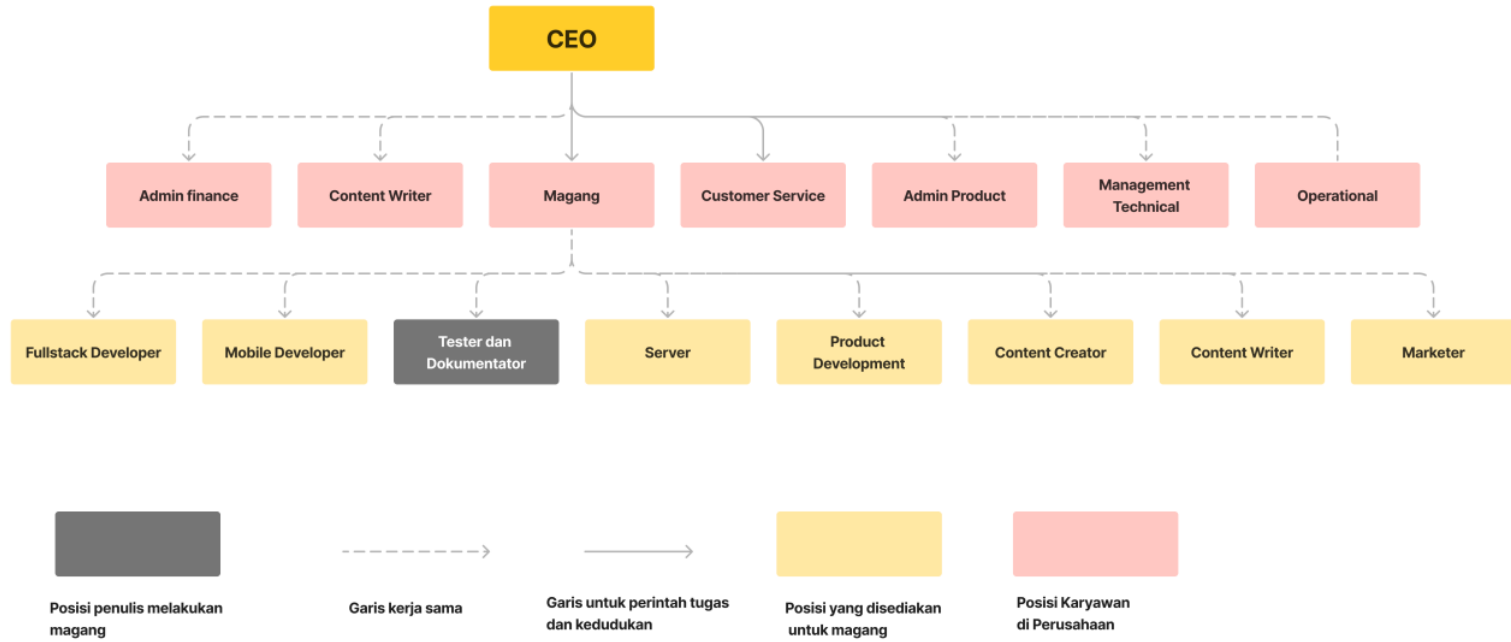 CEO
Admin finance
Content Writer
Magang
Customer Service
Admin Product
Management
Technical
Operational
Fullstack Developer
Mobile Developer
Tester dan
Dokumentator
Server
Product
Development
Content Creator
Content Writer
Marketer
Posisi penulis melakukan
magang
Garis kerja sama
Garis untuk perintah tugas
dan kedudukan
Posisi yang disediakan
untuk magang
Posisi Karyawan
di Perusahaan